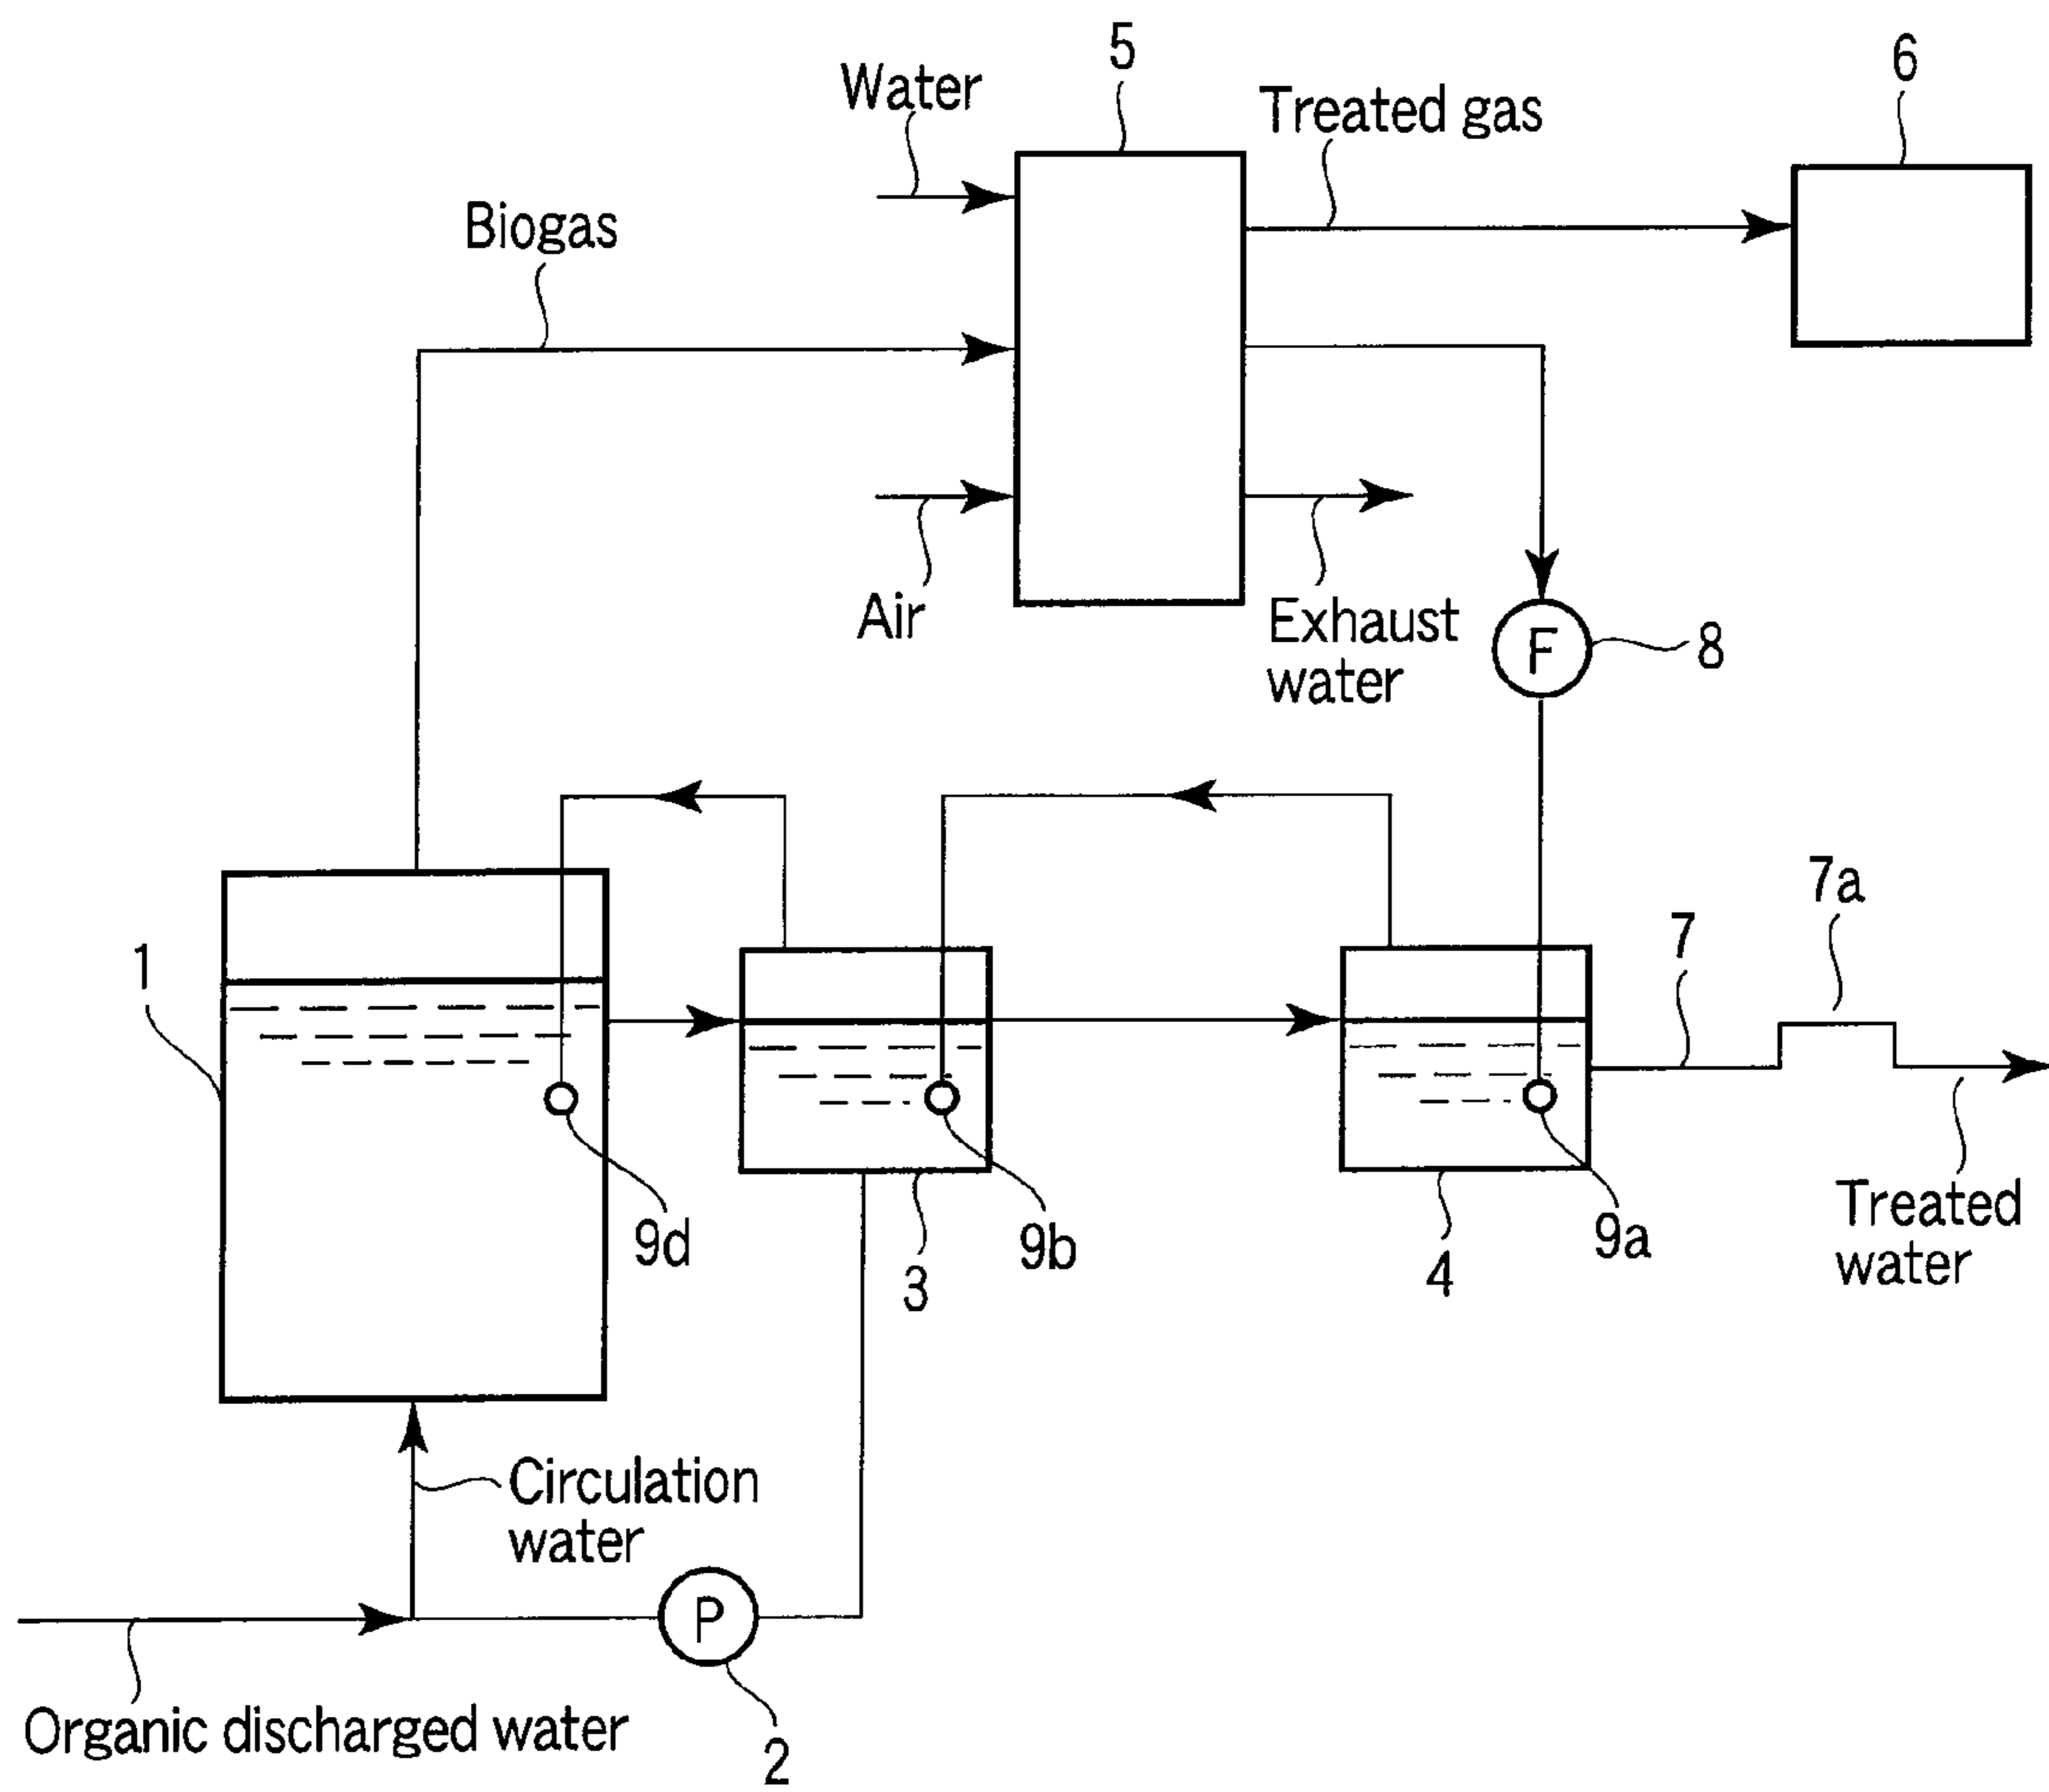 5
6
Water
Treated gas
Biogas
Air
Exhaust
water
F
8
7a
7
1
9d
3
9b
4
9a
Treated
water
Circulation
water
P
Organic discharged water
2